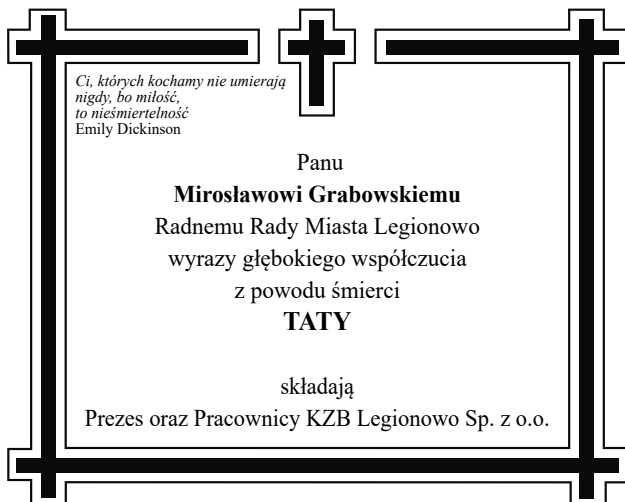 Ci, których kochamy nie umierają
nigdy, bo miłość,
to nieśmiertelność
Emily Dickinson
Panu
Mirosławowi Grabowskiemu
Radnemu Rady Miasta Legionowo
wyrazy głębokiego współczucia
z powodu śmierci
TATY
składają
Prezes oraz Pracownicy KZB Legionowo Sp. z o.o.